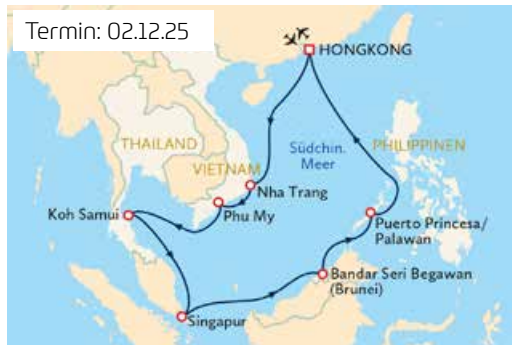 Termin: 02.12.25
HONGKONG
THAILAND
VIETNAM
Südchin.
Meer
PHILIPPINEN
Nha Trang
Koh Samui
Phu My
Puerto Princesa/
Palawan
Bandar Seri Begawan
(Brunei)
Singapur